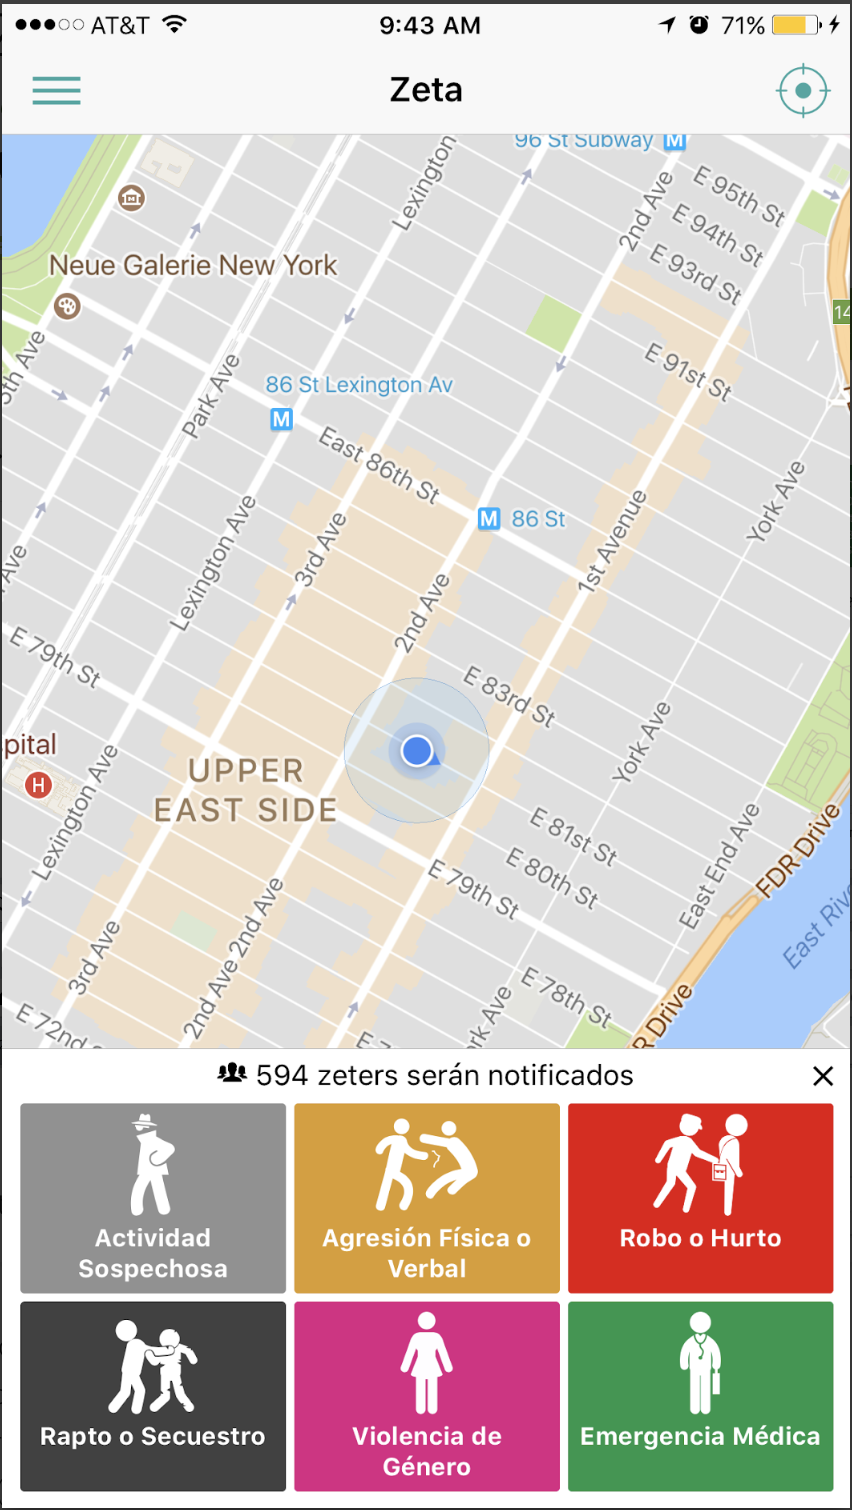 AT&T 9:43 AM 71%
Zeta
96 St Subway M
Lexington
2nd Ave
E 95th St
E 94th St
E 93rd St
Neue Galerie New York
14
5th Ave
Park Ave
E 91st St
86 St Lexington Av
M
East 86th St
M 86 St
York Ave
Lexington Ave
3rd Ave
1st Avenue
Ave
2nd Ave
E 79th St
E 83rd St
pital
H
York Ave
UPPER
EAST SIDE
Lexington Ave
E 81st St
E 80th St
East End Ave
FDR Drive
E 79th St
East Rive
3rd Ave
2nd Ave
2nd Ave
E 78th St
rk Ave
R Drive
E 72nd
E 7
594 zeters serán notificados
Actividad
Sospechosa
Agresión Física o
Verbal
Robo o Hurto
Rapto o Secuestro
Violencia de
Género
Emergencia Médica